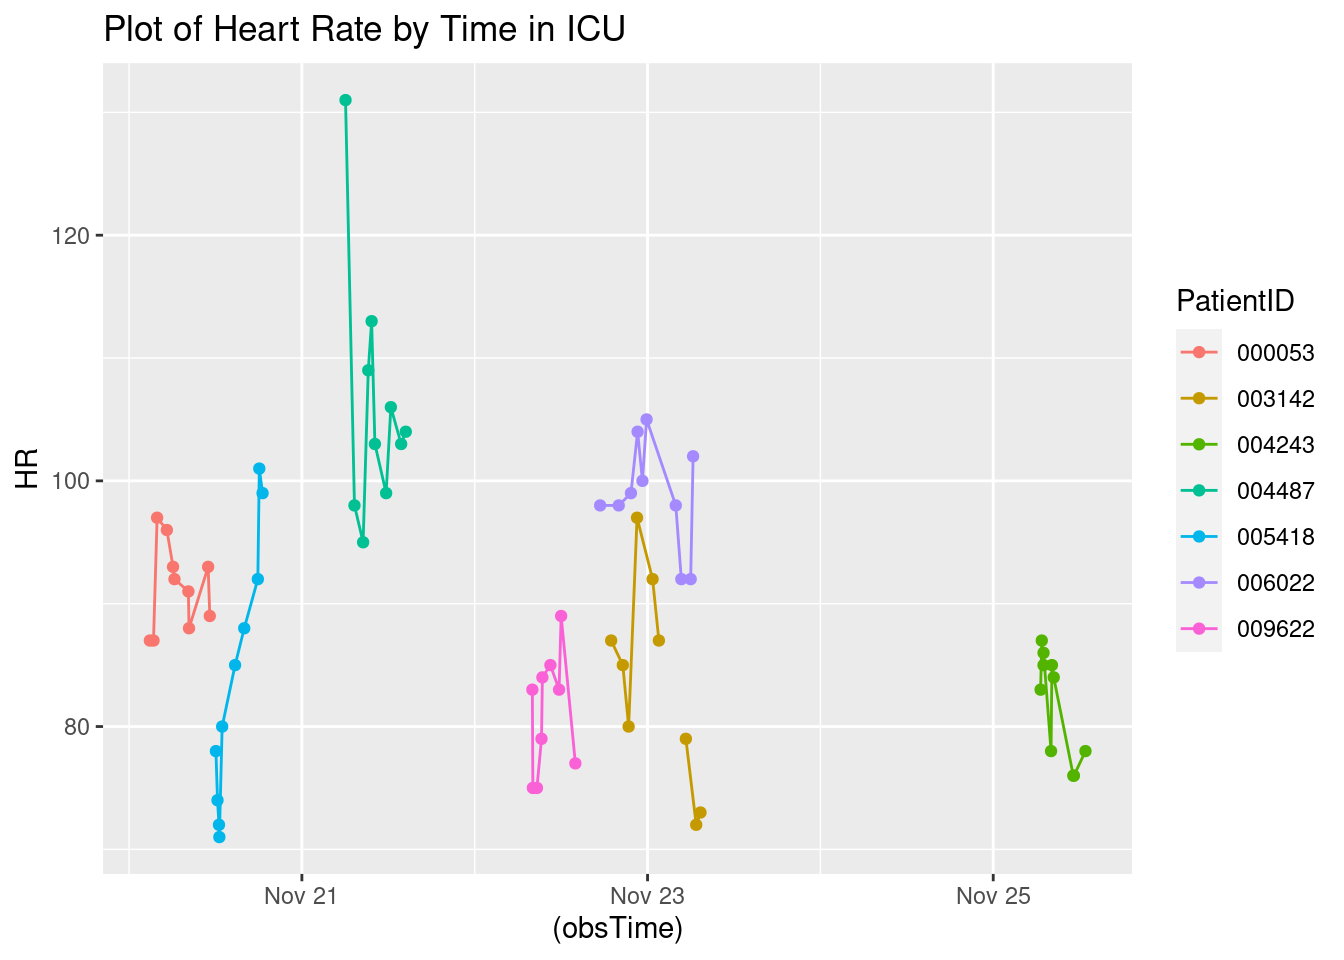 Plot of Heart Rate by Time in ICU
HR
120
100
80
Nov 21
Nov 23
Nov 25
(obsTime)
PatientID
000053
003142
004243
004487
005418
006022
009622